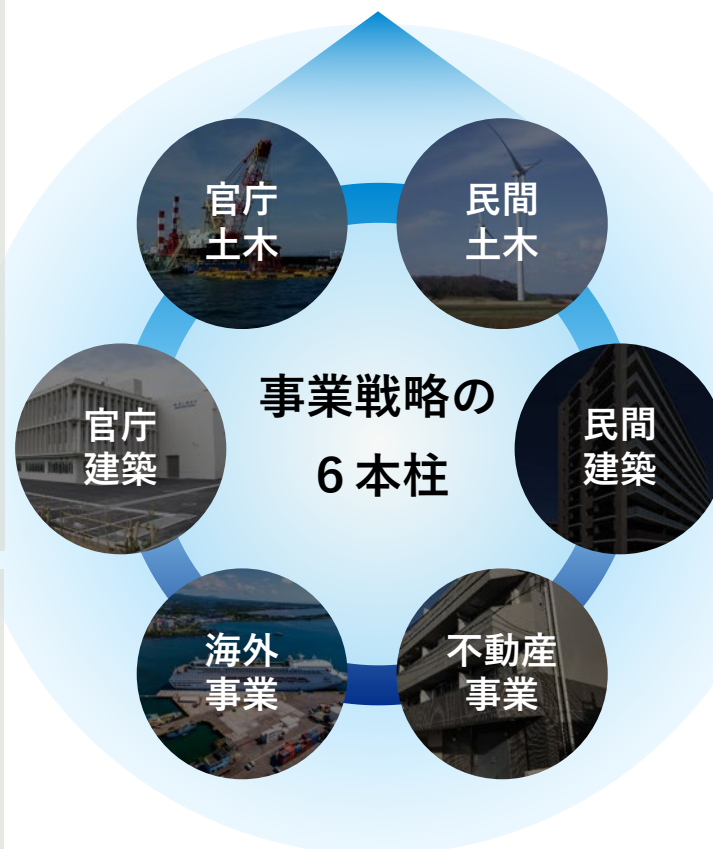 官庁
土木
民間
土木
事業戦略の
6本柱
官庁
建築
民間
建築
海外
事業
不動産
事業